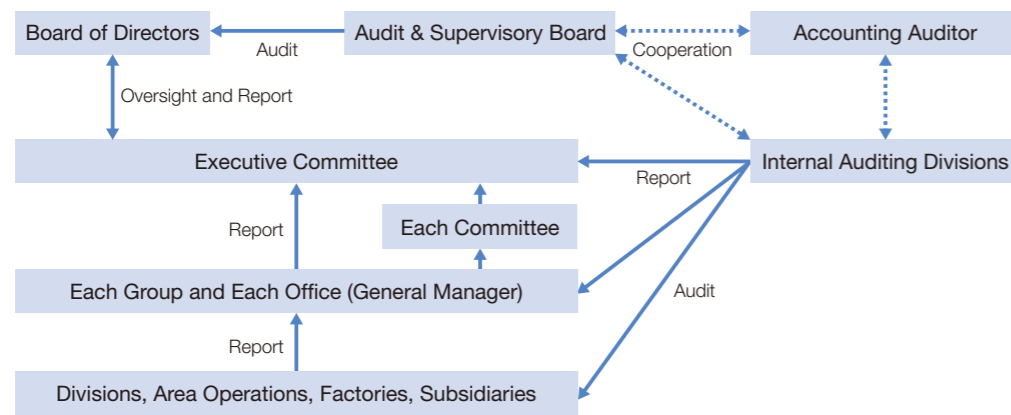 Board of Directors
Audit
Audit & Supervisory Board
Cooperation
Accounting Auditor
Oversight and Report
Executive Committee
Report
Internal Auditing Divisions
Report
Each Committee
Each Group and Each Office (General Manager)
Audit
Report
Divisions, Area Operations, Factories, Subsidiaries